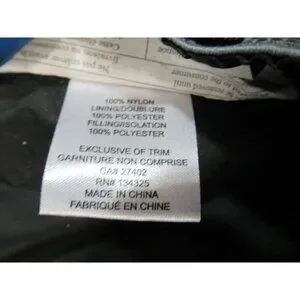 100% NYLON
LINING/DOUBLURE
100% POLYESTER
FILLING/ISOLATION
100% POLYESTER
EXCLUSIVE OF TRIM
GARNITURE NON COMPRISE
CA# 27402
RN# 134325
MADE IN CHINA
FABRIQUÉ EN CHINE